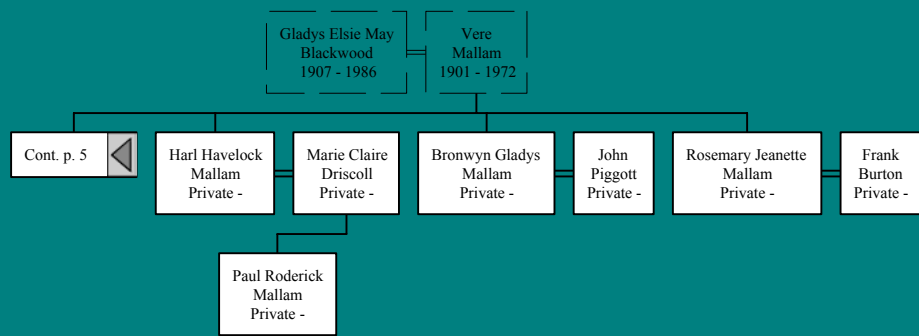 Gladys Elsie May
Blackwood
1907 - 1986
Vere
Mallam
1901 - 1972
Cont. p. 5
Harl Havelock
Mallam
Private -
Marie Claire
Driscoll
Private -
Bronwyn Gladys
Mallam
Private -
John
Piggott
Private -
Rosemary Jeanette
Mallam
Private -
Frank
Burton
Private -
Paul Roderick
Mallam
Private -